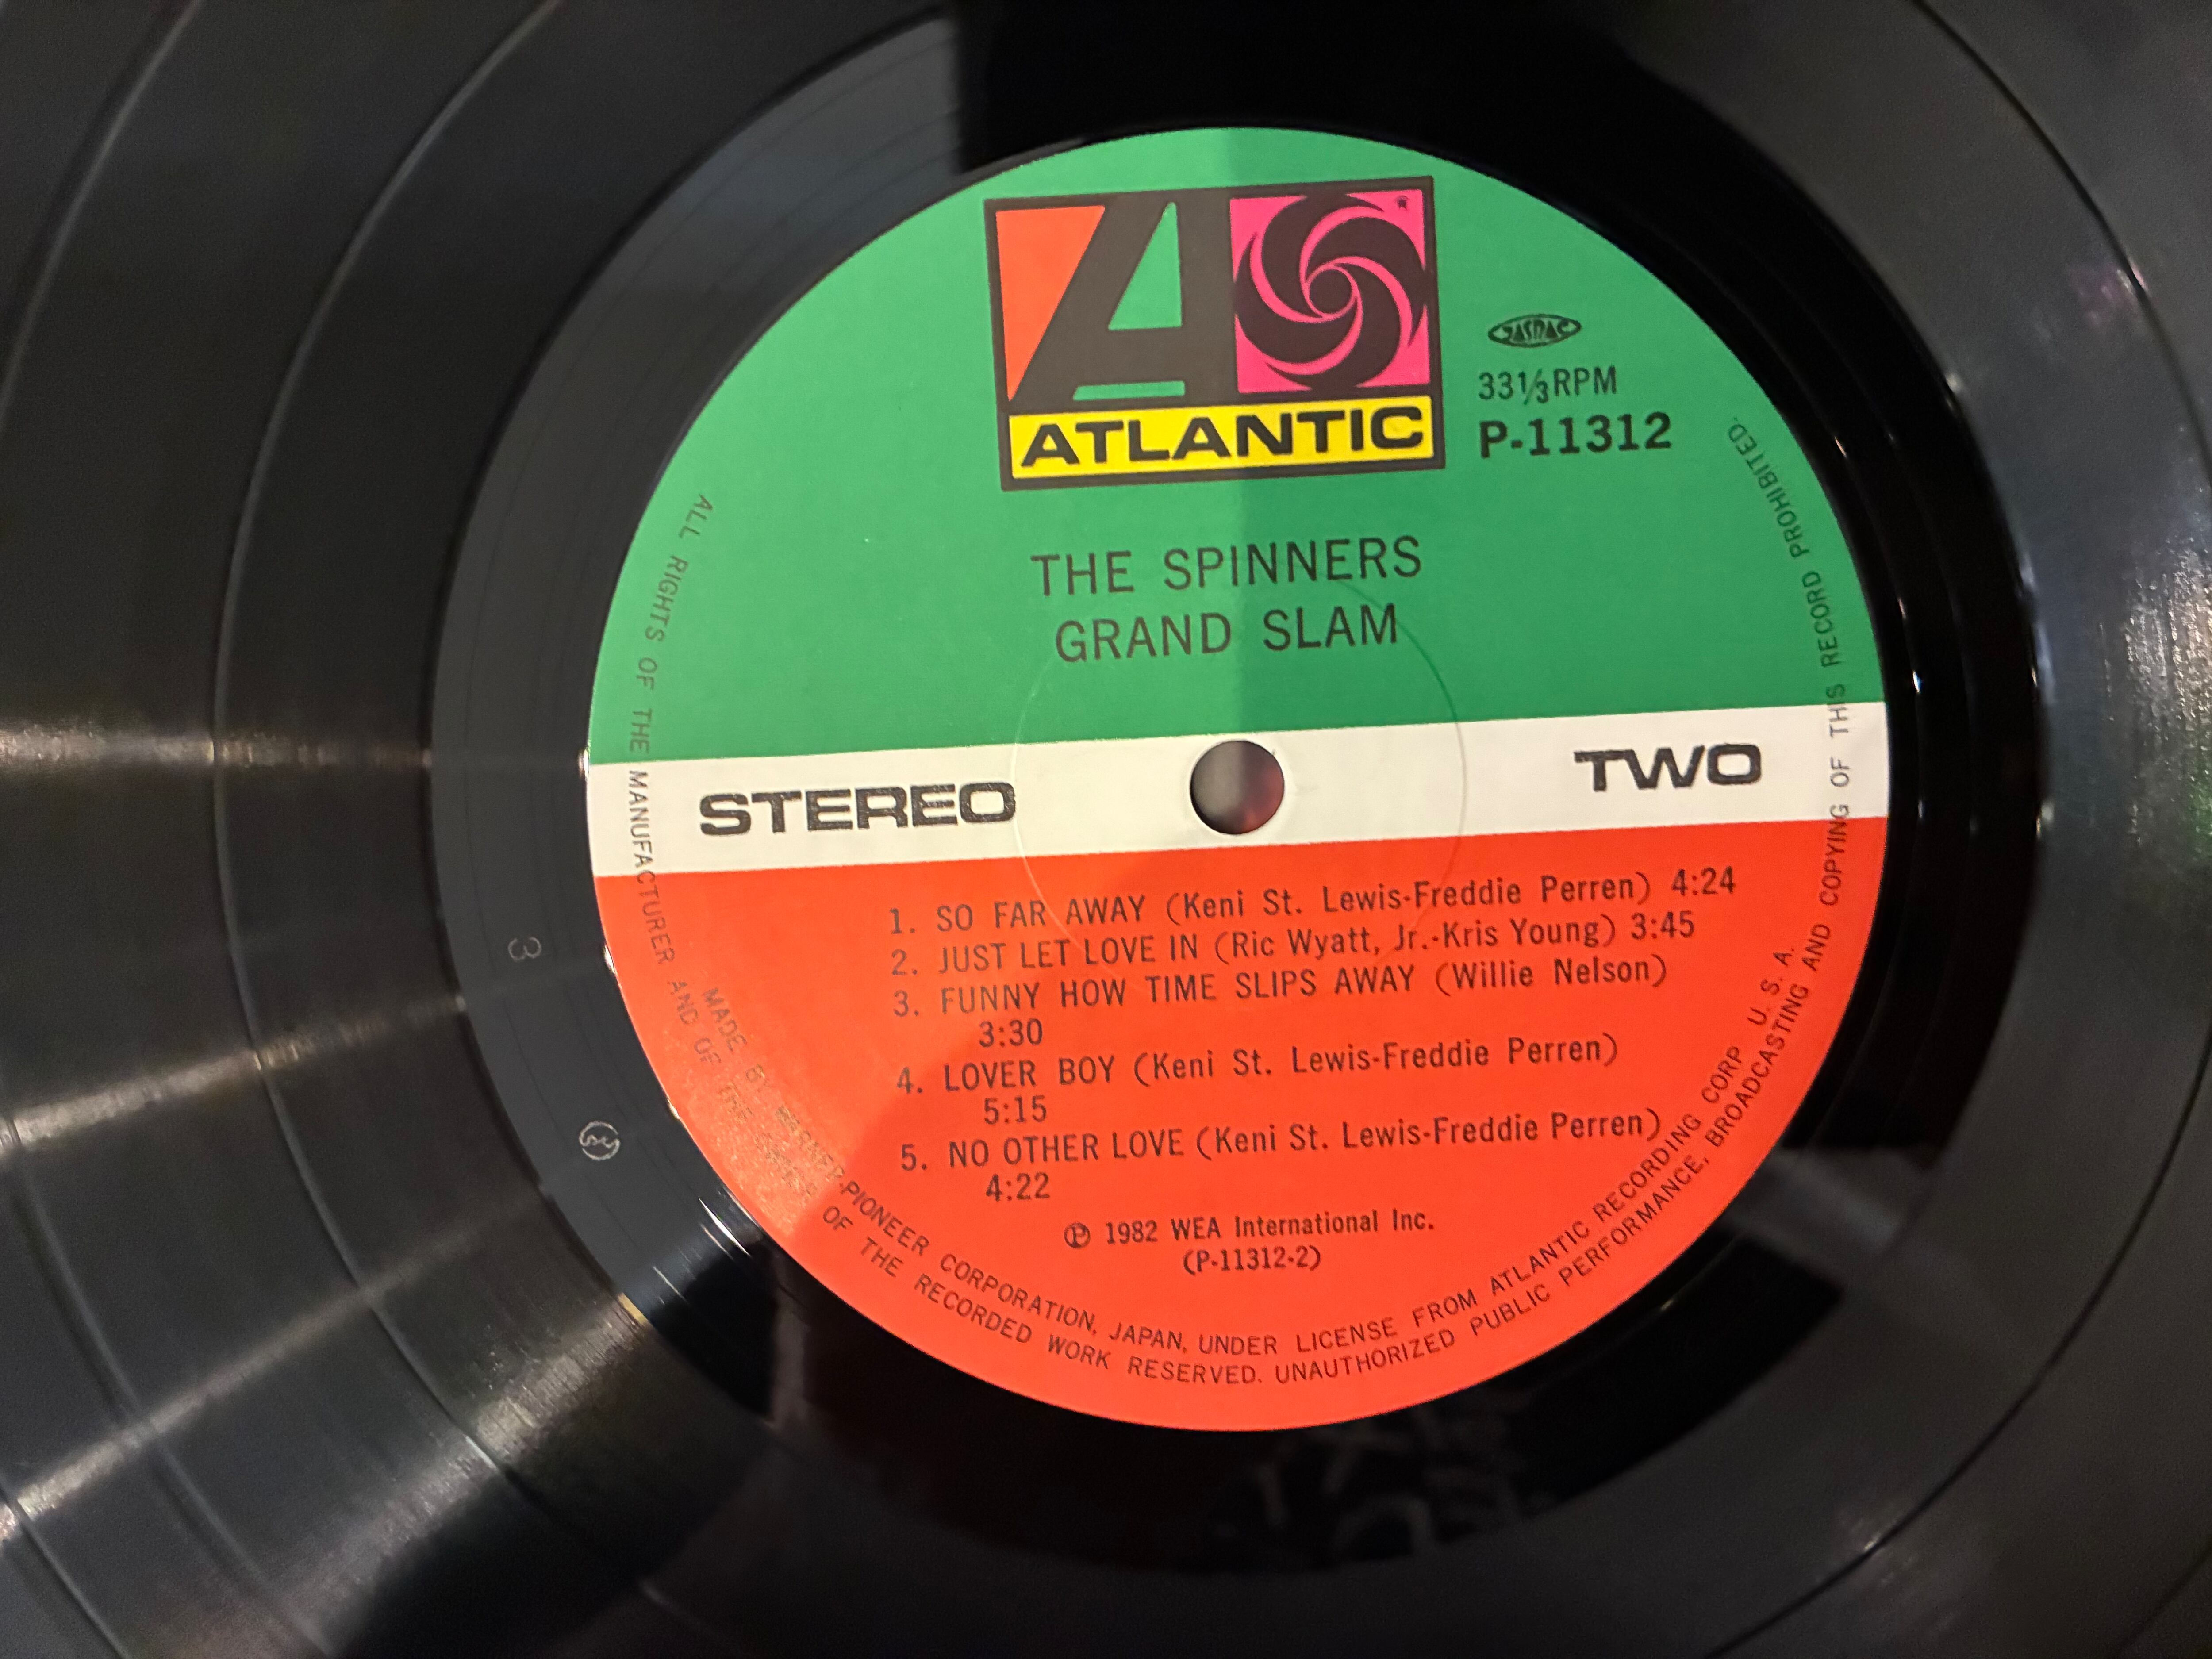 A
®
ATLANTIC
JASRAC
33⅓RPM
P-11312
THE SPINNERS
GRAND SLAM
STEREO
TWO
1. SO FAR AWAY (Keni St. Lewis-Freddie Perren) 4:24
2. JUST LET LOVE IN (Ric Wyatt, Jr.-Kris Young) 3:45
3. FUNNY HOW TIME SLIPS AWAY (Willie Nelson)
3:30
4. LOVER BOY (Keni St. Lewis-Freddie Perren)
5:15
5. NO OTHER LOVE (Keni St. Lewis-Freddie Perren)
4:22
℗ 1982 WEA International Inc.
(P-11312-2)
MADE BY WARNER-PIONEER CORPORATION, JAPAN, UNDER LICENSE FROM ATLANTIC RECORDING CORP. U. S. A.
ALL RIGHTS OF THE MANUFACTURER AND OF THE OWNER OF THE RECORDED WORK RESERVED. UNAUTHORIZED PUBLIC PERFORMANCE, BROADCASTING AND COPYING OF THIS RECORD PROHIBITED.
3